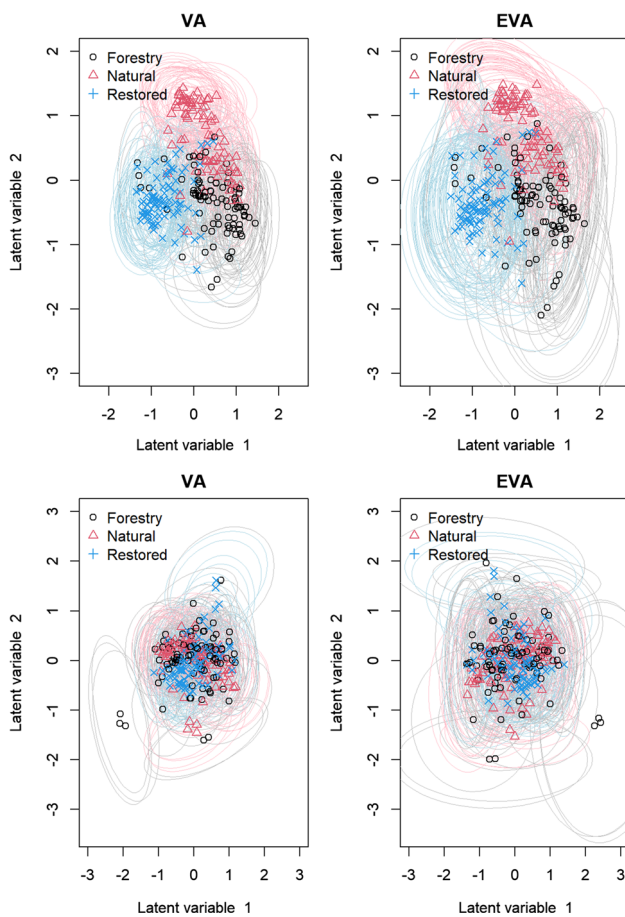 VA
EVA
2
1
0
-1
-2
-3
Latent variable 2
Forestry
Natural
Restored
-2 -1 0 1 2
Latent variable 1
2
1
0
-1
-2
-3
Latent variable 2
Forestry
Natural
Restored
-2 -1 0 1 2
Latent variable 1
VA
EVA
3
2
1
0
-1
-2
-3
Latent variable 2
Forestry
Natural
Restored
-3 -2 -1 0 1 2 3
Latent variable 1
3
2
1
0
-1
-2
-3
Latent variable 2
Forestry
Natural
Restored
-3 -2 -1 0 1 2 3
Latent variable 1